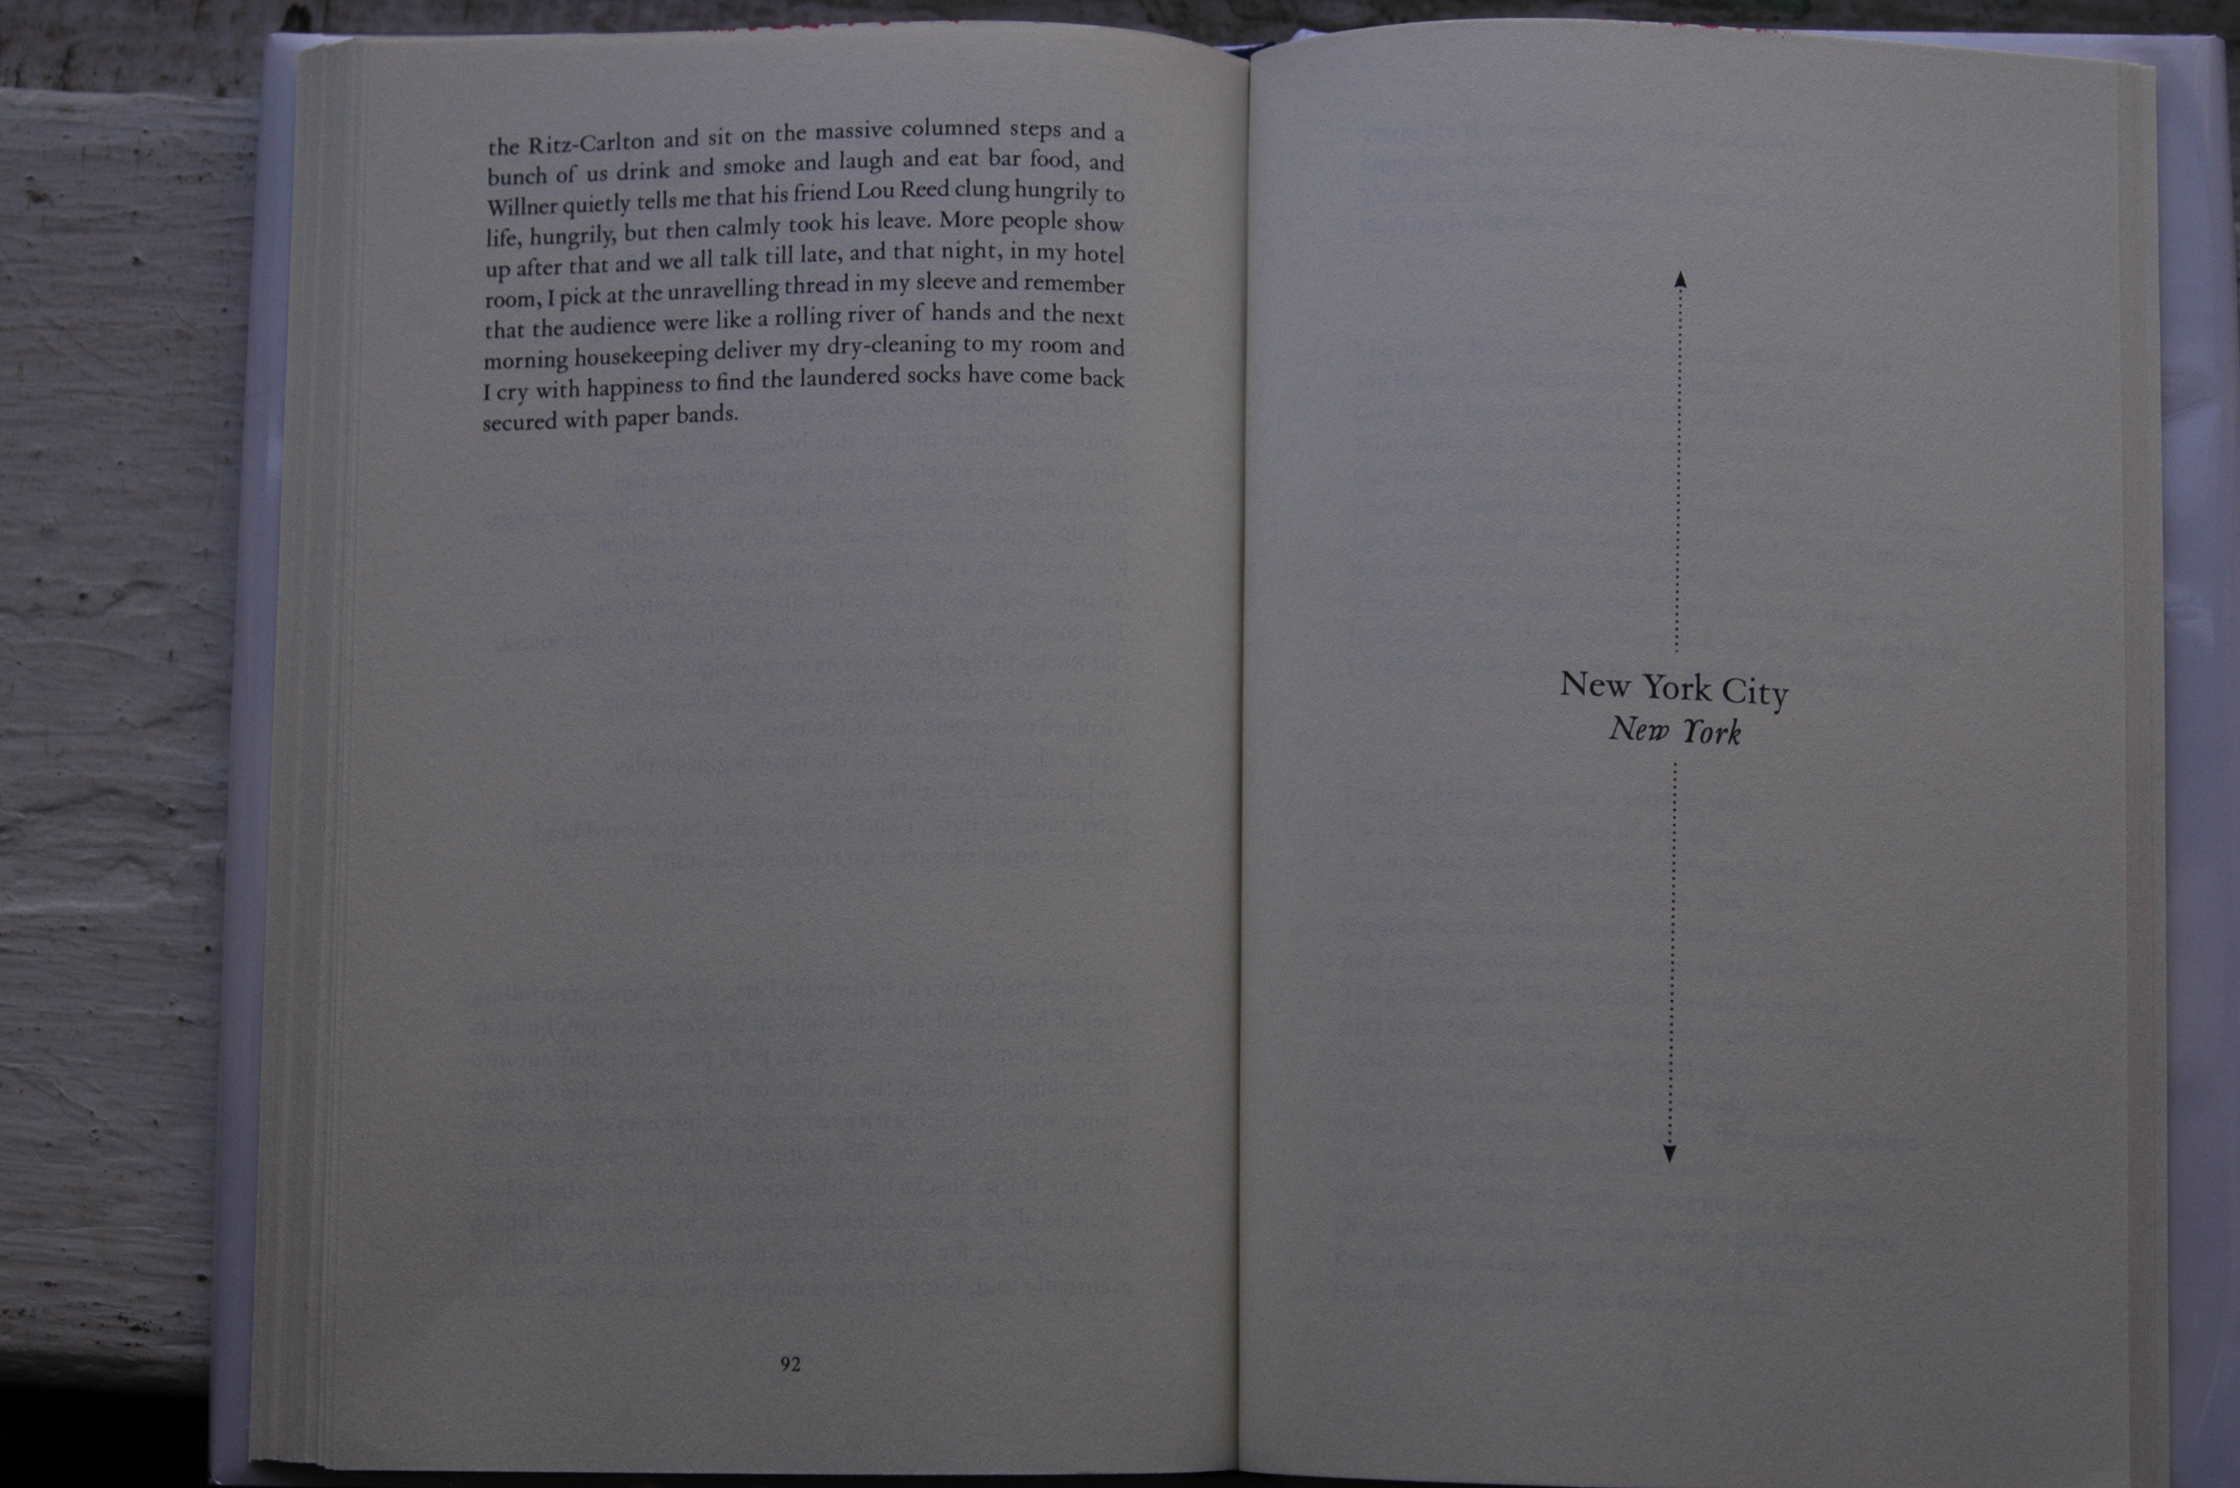 the Ritz-Carlton and sit on the massive columned steps and a
bunch of us drink and smoke and laugh and eat bar food, and
Willner quietly tells me that his friend Lou Reed clung hungrily to
life, hungrily, but then calmly took his leave. More people show
up after that and we all talk till late, and that night, in my hotel
room, I pick at the unravelling thread in my sleeve and remember
that the audience were like a rolling river of hands and the next
morning housekeeping deliver my dry-cleaning to my room and
I cry with happiness to find the laundered socks have come back
secured with paper bands.
92
New York City
New York